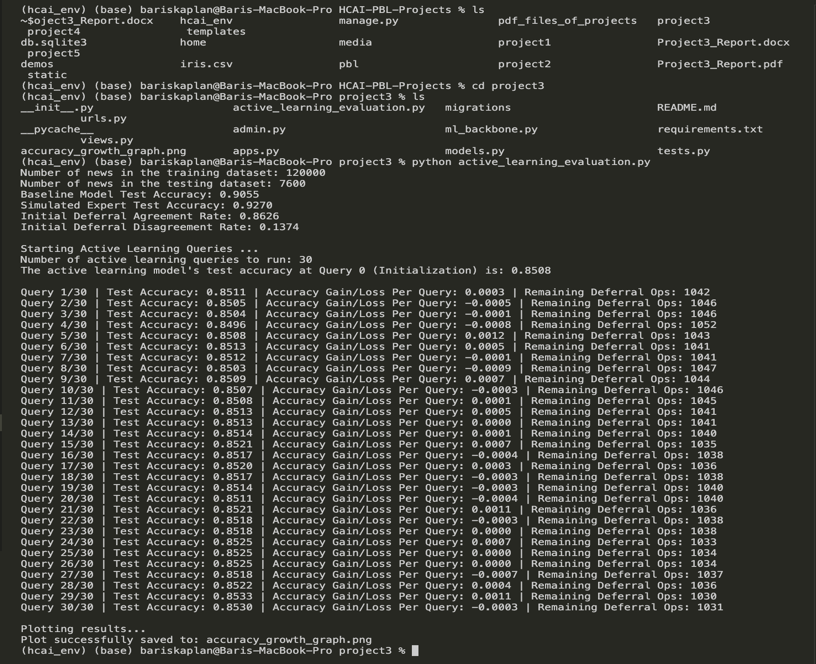 (hcai_env) (base) bariskaplan@Baris-MacBook-Pro HCAI-PBL-Projects % ls
~$oject3_Report.docx hcai_env manage.py pdf_files_of_projects project3
project4 templates
db.sqlite3 home media project1 Project3_Report.docx
project5
demos iris.csv pbl project2 Project3_Report.pdf
static
(hcai_env) (base) bariskaplan@Baris-MacBook-Pro HCAI-PBL-Projects % cd project3
(hcai_env) (base) bariskaplan@Baris-MacBook-Pro project3 % ls
__init__.py active_learning_evaluation.py migrations README.md
urls.py
__pycache__ admin.py ml_backbone.py requirements.txt
views.py
accuracy_growth_graph.png apps.py models.py tests.py
(hcai_env) (base) bariskaplan@Baris-MacBook-Pro project3 % python active_learning_evaluation.py
Number of news in the training dataset: 120000
Number of news in the testing dataset: 7600
Baseline Model Test Accuracy: 0.9055
Simulated Expert Test Accuracy: 0.9270
Initial Deferral Agreement Rate: 0.8626
Initial Deferral Disagreement Rate: 0.1374

Starting Active Learning Queries ...
Number of active learning queries to run: 30
The active learning model's test accuracy at Query 0 (Initialization) is: 0.8508

Query 1/30 | Test Accuracy: 0.8511 | Accuracy Gain/Loss Per Query: 0.0003 | Remaining Deferral Ops: 1042
Query 2/30 | Test Accuracy: 0.8505 | Accuracy Gain/Loss Per Query: -0.0005 | Remaining Deferral Ops: 1046
Query 3/30 | Test Accuracy: 0.8504 | Accuracy Gain/Loss Per Query: -0.0001 | Remaining Deferral Ops: 1046
Query 4/30 | Test Accuracy: 0.8496 | Accuracy Gain/Loss Per Query: -0.0008 | Remaining Deferral Ops: 1052
Query 5/30 | Test Accuracy: 0.8508 | Accuracy Gain/Loss Per Query: 0.0012 | Remaining Deferral Ops: 1043
Query 6/30 | Test Accuracy: 0.8513 | Accuracy Gain/Loss Per Query: 0.0005 | Remaining Deferral Ops: 1041
Query 7/30 | Test Accuracy: 0.8512 | Accuracy Gain/Loss Per Query: -0.0001 | Remaining Deferral Ops: 1041
Query 8/30 | Test Accuracy: 0.8503 | Accuracy Gain/Loss Per Query: -0.0009 | Remaining Deferral Ops: 1047
Query 9/30 | Test Accuracy: 0.8509 | Accuracy Gain/Loss Per Query: 0.0007 | Remaining Deferral Ops: 1044
Query 10/30 | Test Accuracy: 0.8507 | Accuracy Gain/Loss Per Query: -0.0003 | Remaining Deferral Ops: 1046
Query 11/30 | Test Accuracy: 0.8508 | Accuracy Gain/Loss Per Query: 0.0001 | Remaining Deferral Ops: 1045
Query 12/30 | Test Accuracy: 0.8513 | Accuracy Gain/Loss Per Query: 0.0005 | Remaining Deferral Ops: 1041
Query 13/30 | Test Accuracy: 0.8513 | Accuracy Gain/Loss Per Query: 0.0000 | Remaining Deferral Ops: 1041
Query 14/30 | Test Accuracy: 0.8514 | Accuracy Gain/Loss Per Query: 0.0001 | Remaining Deferral Ops: 1040
Query 15/30 | Test Accuracy: 0.8521 | Accuracy Gain/Loss Per Query: 0.0007 | Remaining Deferral Ops: 1035
Query 16/30 | Test Accuracy: 0.8517 | Accuracy Gain/Loss Per Query: -0.0004 | Remaining Deferral Ops: 1038
Query 17/30 | Test Accuracy: 0.8520 | Accuracy Gain/Loss Per Query: 0.0003 | Remaining Deferral Ops: 1036
Query 18/30 | Test Accuracy: 0.8517 | Accuracy Gain/Loss Per Query: -0.0003 | Remaining Deferral Ops: 1038
Query 19/30 | Test Accuracy: 0.8514 | Accuracy Gain/Loss Per Query: -0.0003 | Remaining Deferral Ops: 1040
Query 20/30 | Test Accuracy: 0.8511 | Accuracy Gain/Loss Per Query: -0.0004 | Remaining Deferral Ops: 1040
Query 21/30 | Test Accuracy: 0.8521 | Accuracy Gain/Loss Per Query: 0.0011 | Remaining Deferral Ops: 1036
Query 22/30 | Test Accuracy: 0.8518 | Accuracy Gain/Loss Per Query: -0.0003 | Remaining Deferral Ops: 1038
Query 23/30 | Test Accuracy: 0.8518 | Accuracy Gain/Loss Per Query: 0.0000 | Remaining Deferral Ops: 1038
Query 24/30 | Test Accuracy: 0.8525 | Accuracy Gain/Loss Per Query: 0.0007 | Remaining Deferral Ops: 1033
Query 25/30 | Test Accuracy: 0.8525 | Accuracy Gain/Loss Per Query: 0.0000 | Remaining Deferral Ops: 1034
Query 26/30 | Test Accuracy: 0.8525 | Accuracy Gain/Loss Per Query: 0.0000 | Remaining Deferral Ops: 1034
Query 27/30 | Test Accuracy: 0.8518 | Accuracy Gain/Loss Per Query: -0.0007 | Remaining Deferral Ops: 1037
Query 28/30 | Test Accuracy: 0.8522 | Accuracy Gain/Loss Per Query: 0.0004 | Remaining Deferral Ops: 1036
Query 29/30 | Test Accuracy: 0.8533 | Accuracy Gain/Loss Per Query: 0.0011 | Remaining Deferral Ops: 1030
Query 30/30 | Test Accuracy: 0.8530 | Accuracy Gain/Loss Per Query: -0.0003 | Remaining Deferral Ops: 1031

Plotting results...
Plot successfully saved to: accuracy_growth_graph.png
(hcai_env) (base) bariskaplan@Baris-MacBook-Pro project3 %